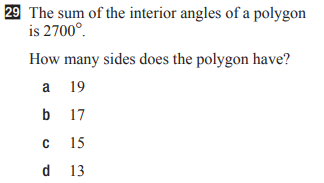 29 The sum of the interior angles of a polygon
is 2700°.
How many sides does the polygon have?
a 19
b 17
c 15
d 13